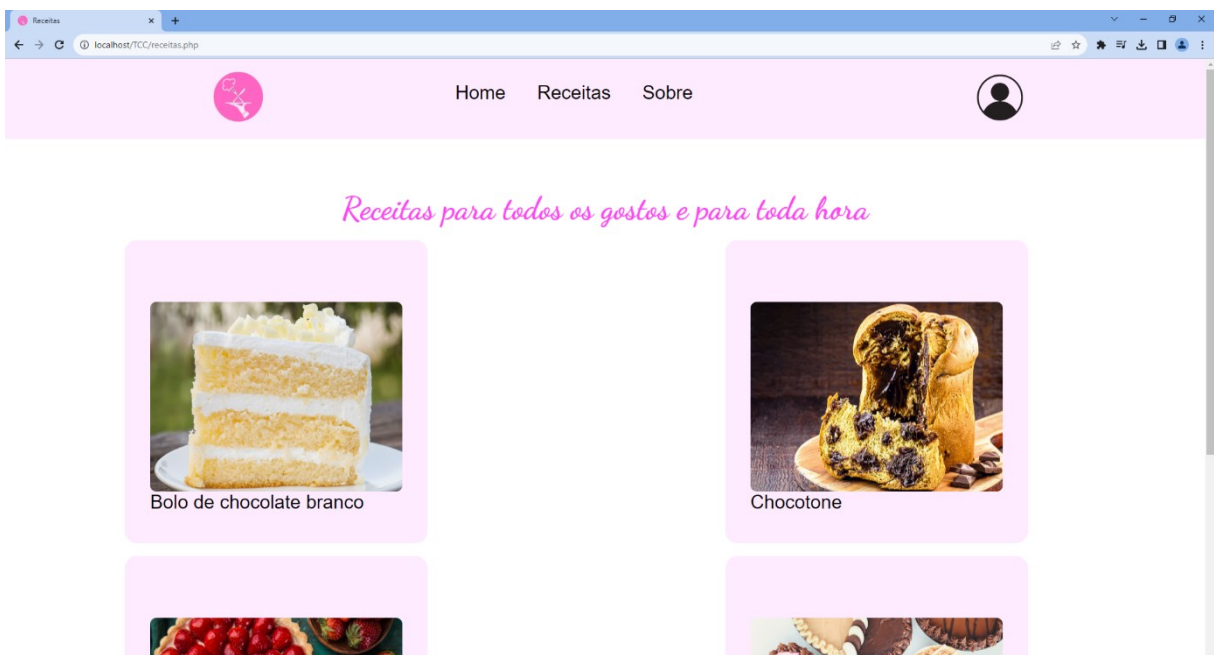 Receitas
localhost/TCC/receitas.php
Home Receitas Sobre
Receitas para todos os gostos e para toda hora
Bolo de chocolate branco
Chocotone